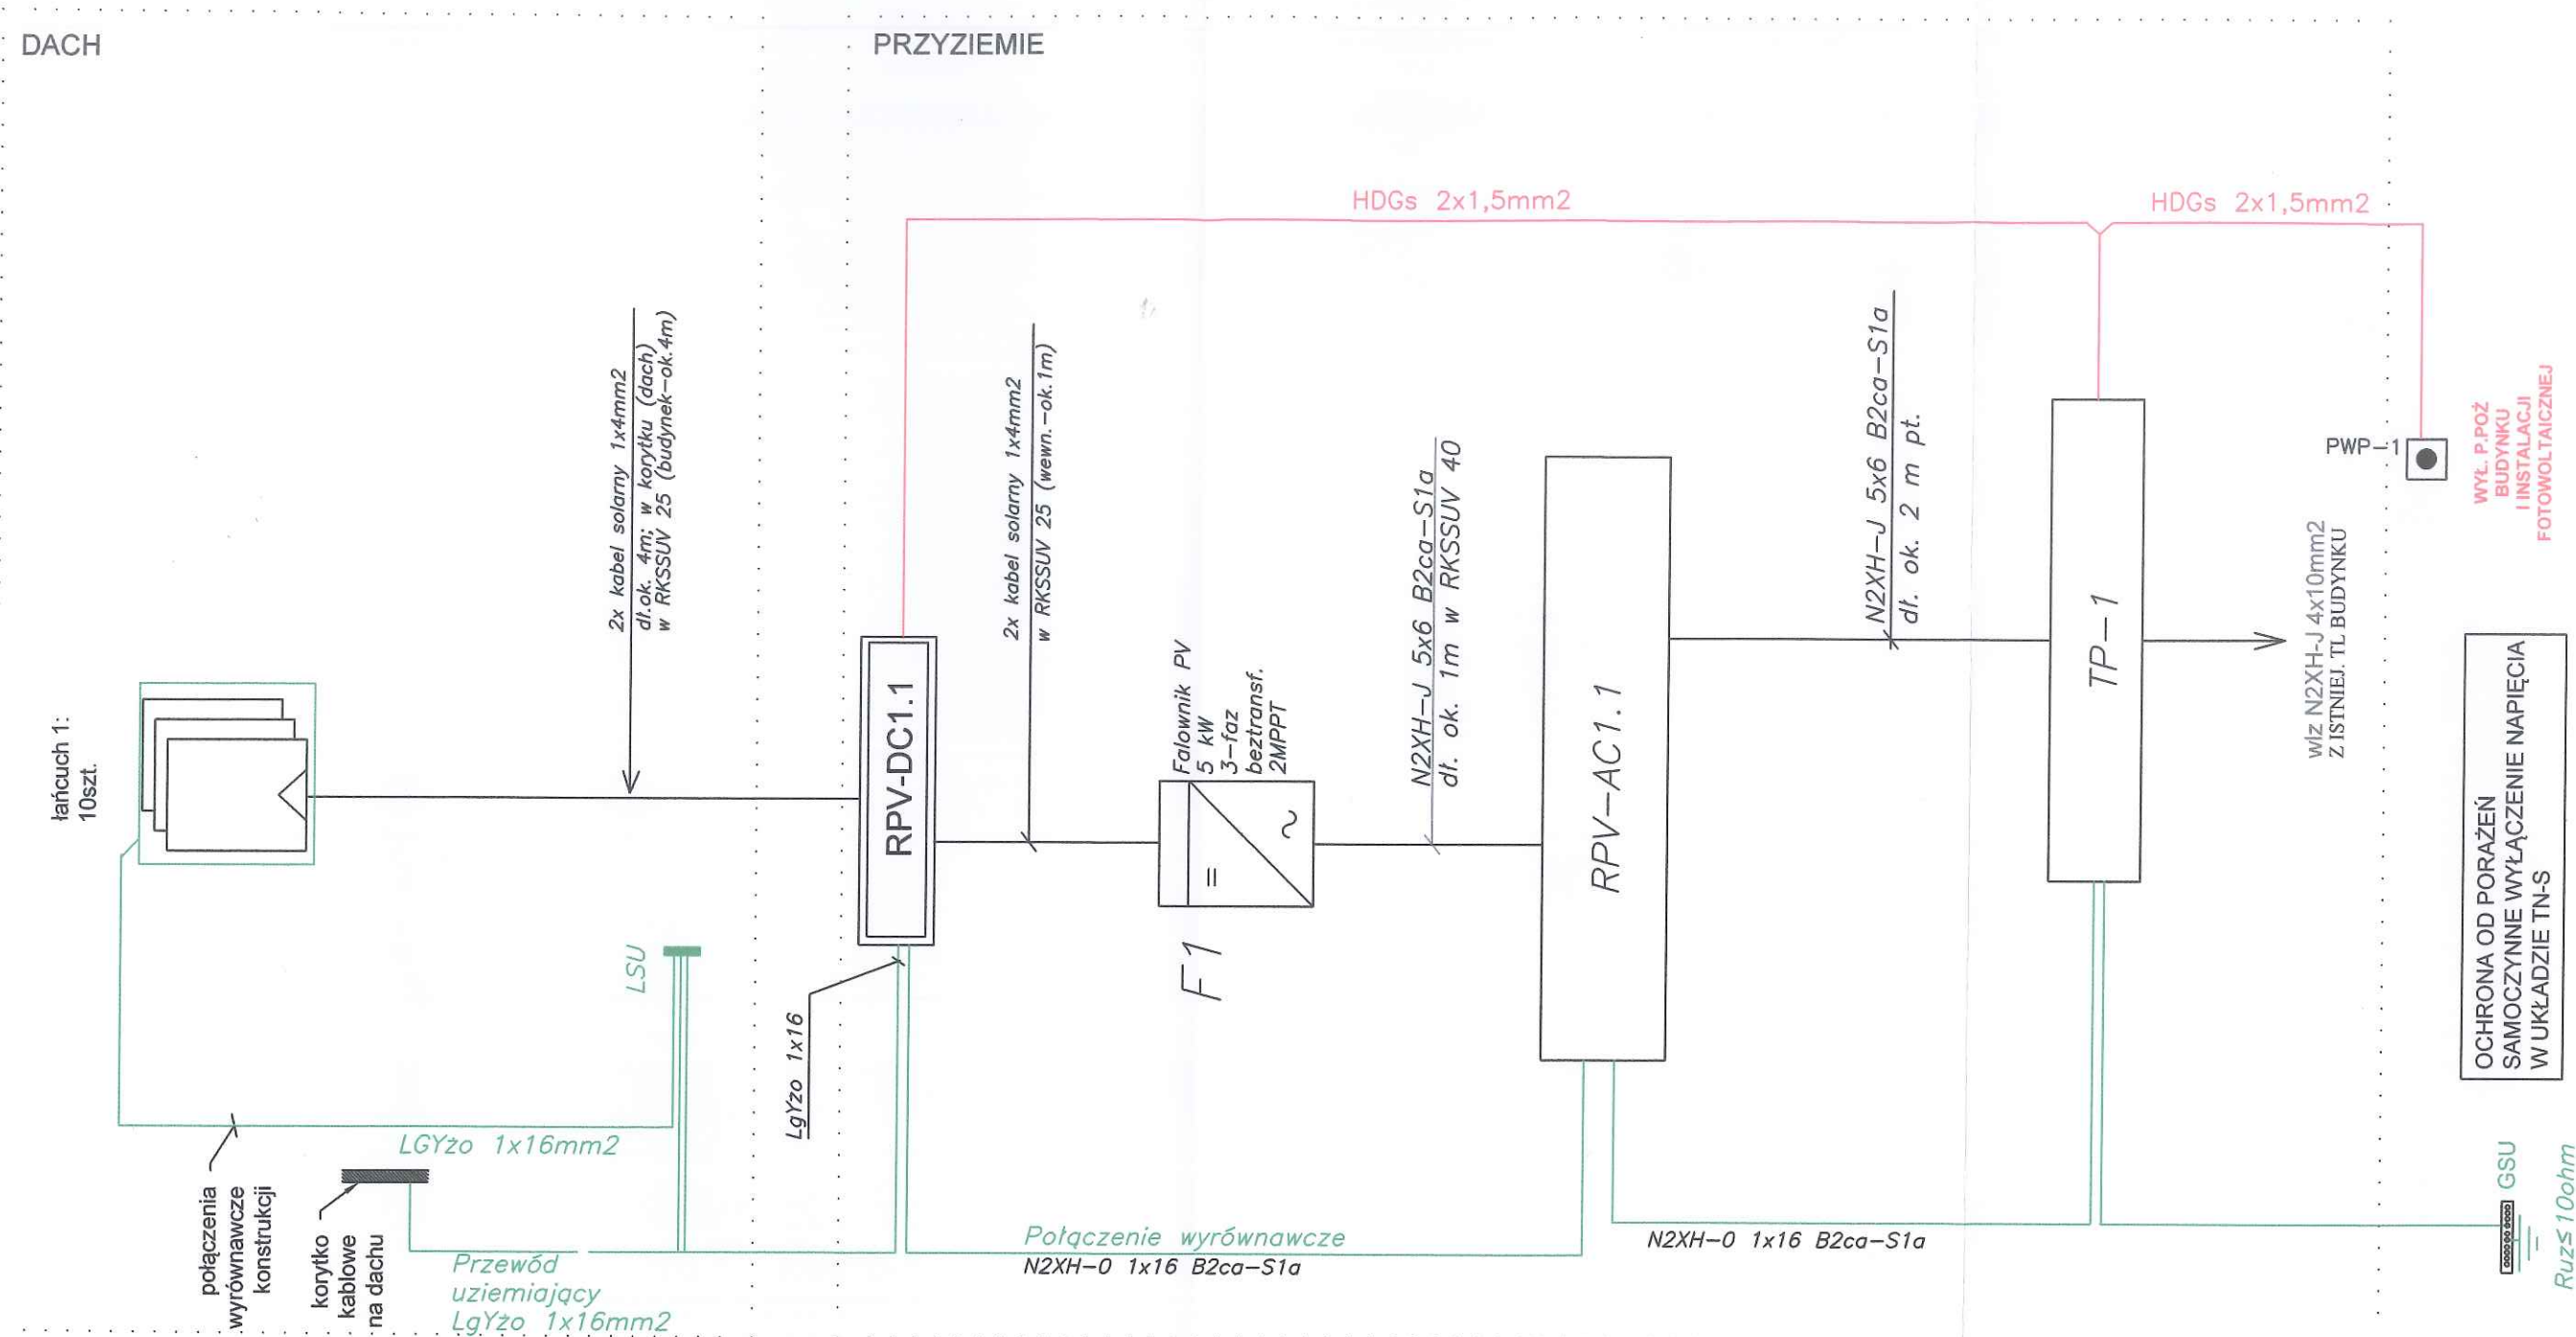 DACH
PRZYZIEMIE
HDGs 2x1,5mm2
HDGs 2x1,5mm2
2x kabel solarny 1x4mm2
dł.ok. 4m; w korytku (dach)
w RKSSUV 25 (budynek-ok.4m)
2x kabel solarny 1x4mm2
w RKSSUV 25 (wewn.-ok.1m)
N2XH-J 5x6 B2ca-S1a
dł. ok. 1m w RKSSUV 40
N2XH-J 5x6 B2ca-S1a
dł. ok. 2 m pt.
PWP-1
WYŁ. P.POŻ
BUDYNKU
I INSTALACJI
FOTOWOLTAICZNEJ
łańcuch 1:
10szt.
RPV-DC1.1
Falownik PV
5 kW
3-faz
beztransf.
2MPPT
=
~
F1
RPV-AC1.1
TP-1
wlz N2XH-J 4x10mm2
Z ISTNIEJ. TL BUDYNKU
OCHRONA OD PORAŻEŃ
SAMOCZYNNE WYŁĄCZENIE NAPIĘCIA
W UKŁADZIE TN-S
LSU
LgYżo 1x16
LGYżo 1x16mm2
połączenia
wyrównawcze
konstrukcji
korytko
kablowe
na dachu
Przewód
uziemiający
LgYżo 1x16mm2
Połączenie wyrównawcze
N2XH-0 1x16 B2ca-S1a
N2XH-0 1x16 B2ca-S1a
GSU
Ruz≤10ohm